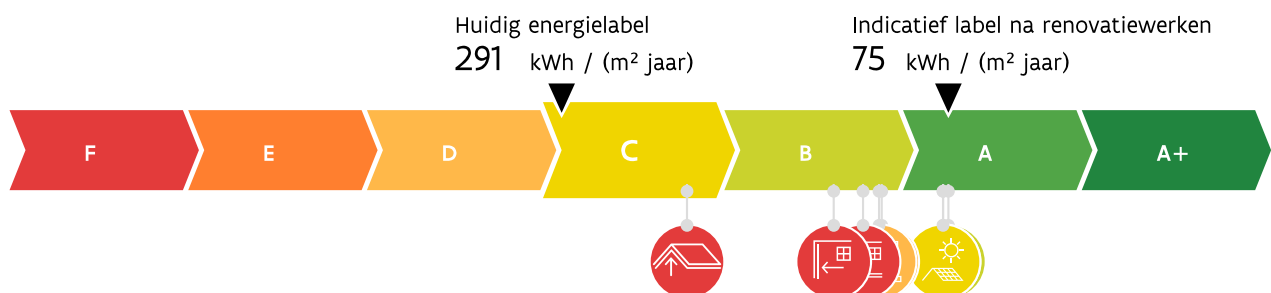 Huidig energielabel
291 kWh / (m² jaar)
Indicatief label na renovatiewerken
75 kWh / (m² jaar)
F E D C B A A+